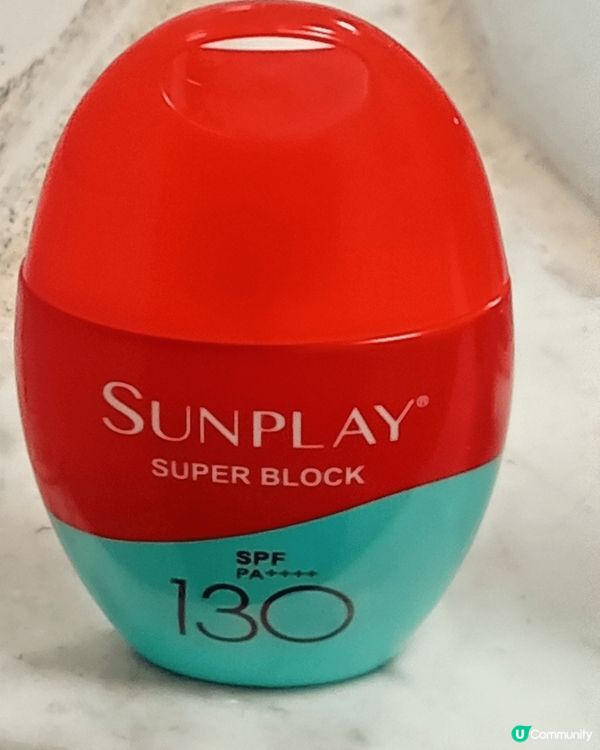 SUNPLAY®
SUPER BLOCK
SPF
PA++++
130
U Community